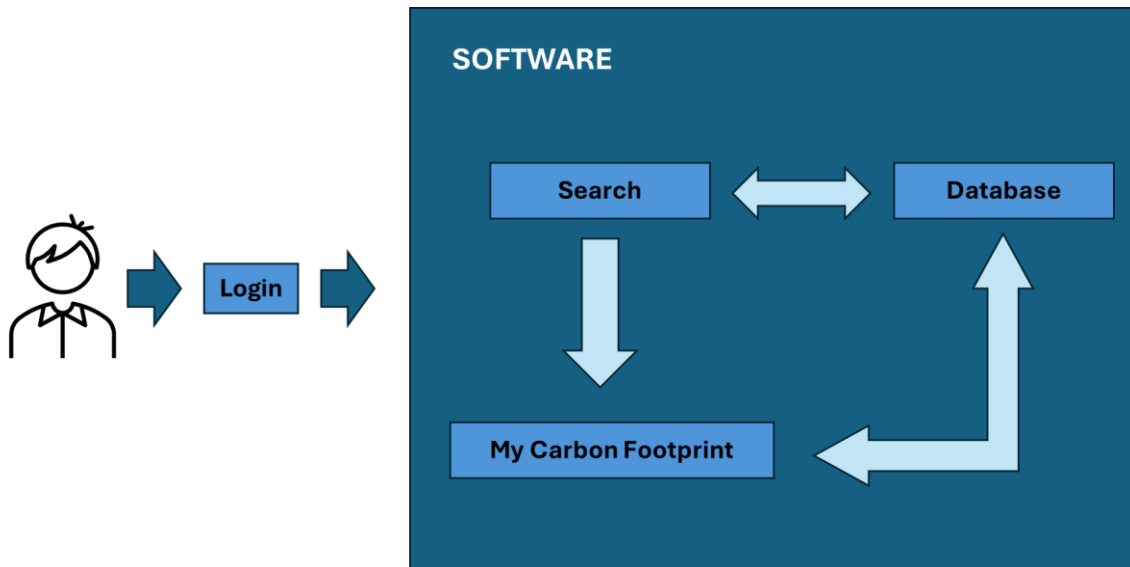 SOFTWARE
Search
Database
Login
My Carbon Footprint